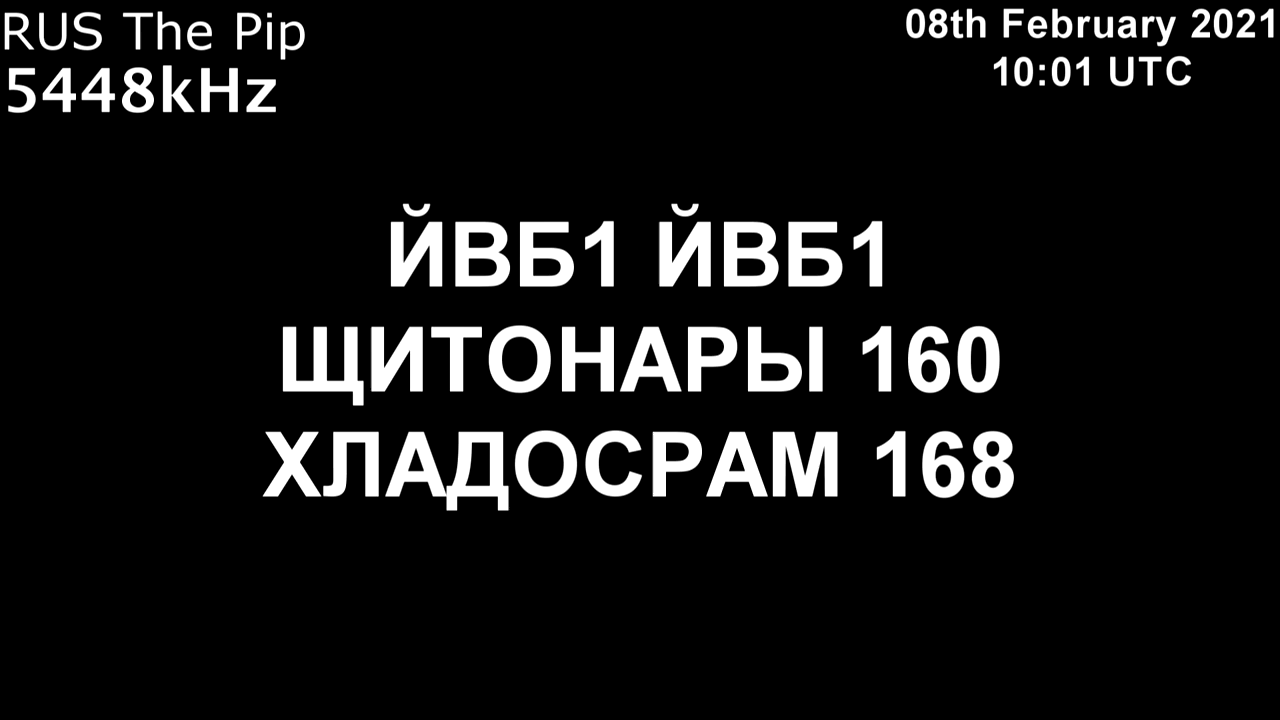 RUS The Pip
5448kHz
08th February 2021
10:01 UTC
ЙВБ1 ЙВБ1
ЩИТОНАРЫ 160
ХЛАДОСРАМ 168